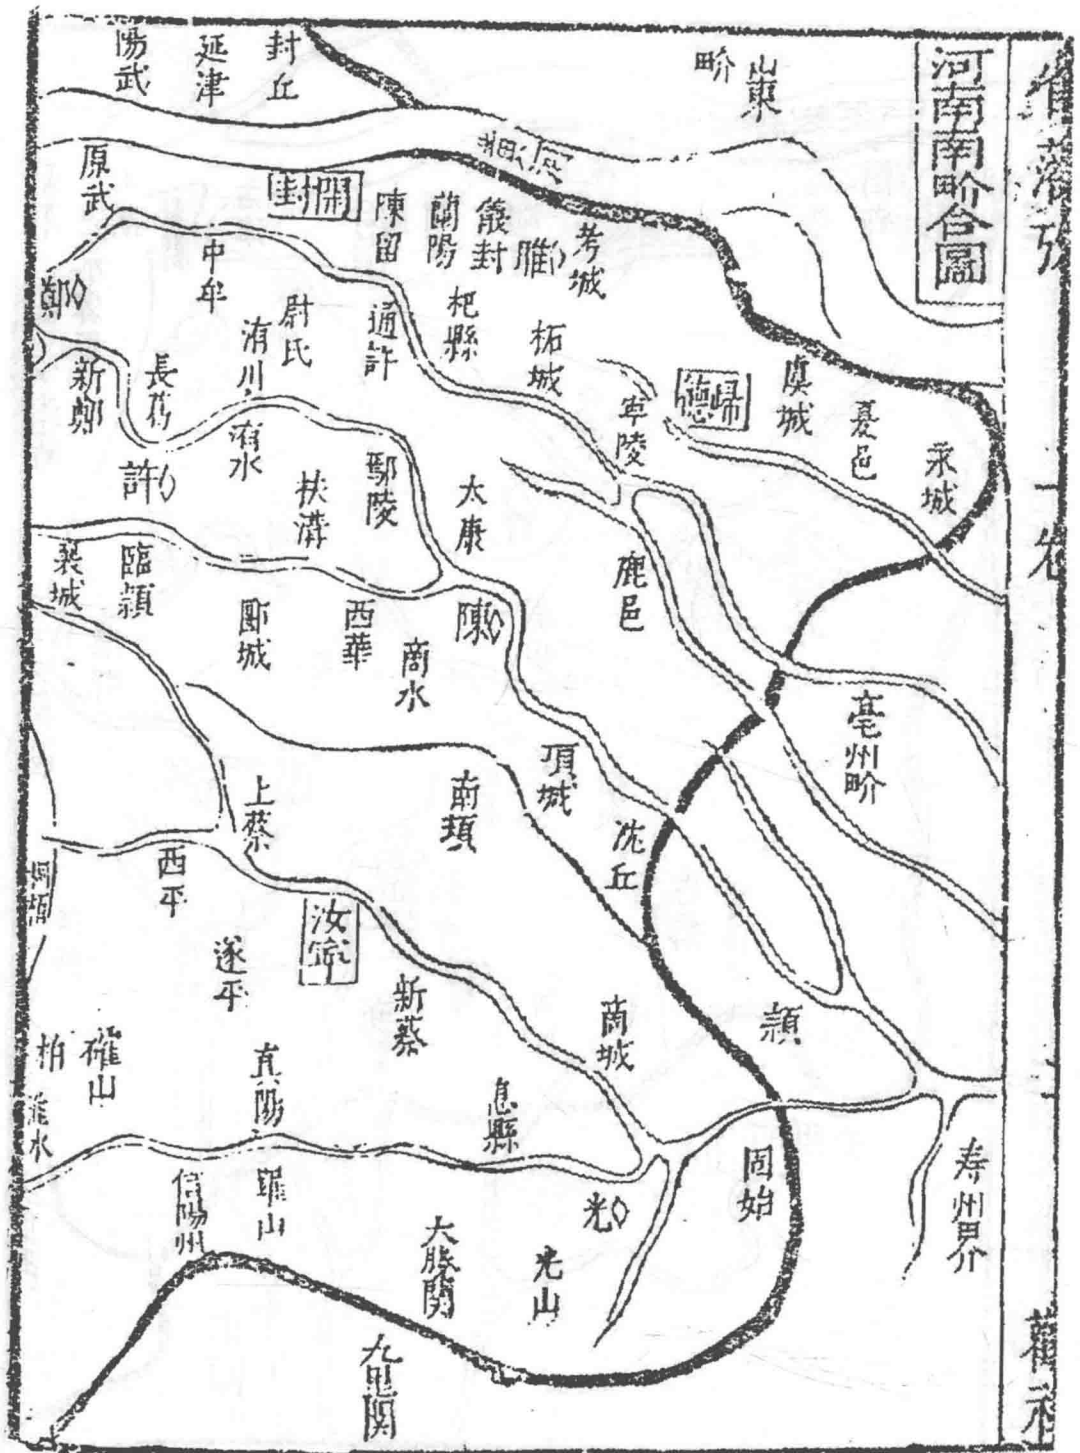 河南南畍合圖
山東
畍
封丘
延津
陽武
原武
開封
陳留
蘭陽
儀封
睢
考城
中牟
鄭
尉氏
洧川
通許
杞縣
柘城
寧陵
歸德
虞城
夏邑
永城
新鄭
長葛
洧水
許
鄢陵
扶溝
太康
鹿邑
襄城
臨潁
郾城
西華
商水
陳
亳州畍
項城
南頓
沈丘
上蔡
西平
汝寧
遂平
新蔡
商城
潁
桐栢
確山
真陽
息縣
淮水
信陽州
羅山
光
光山
固始
寿州界
大勝関
九里関